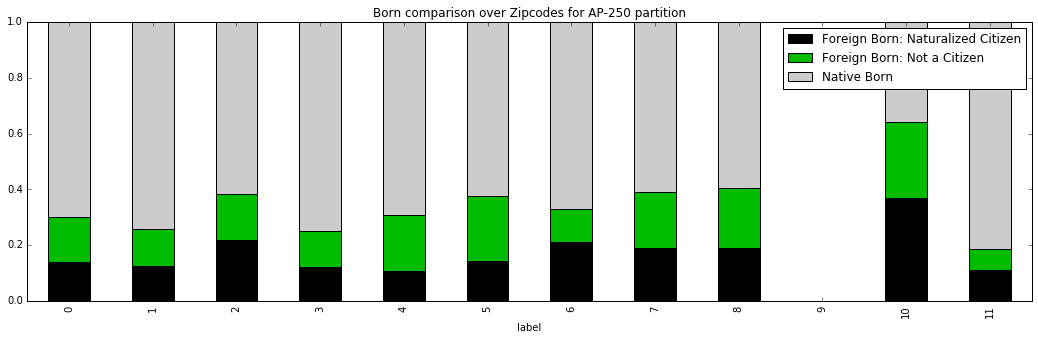 Born comparison over Zipcodes for AP-250 partition
1.0
0.8
0.6
0.4
0.2
0.0
Foreign Born: Naturalized Citizen
Foreign Born: Not a Citizen
Native Born
0 1 2 3 4 5 6 7 8 9 10 11
label